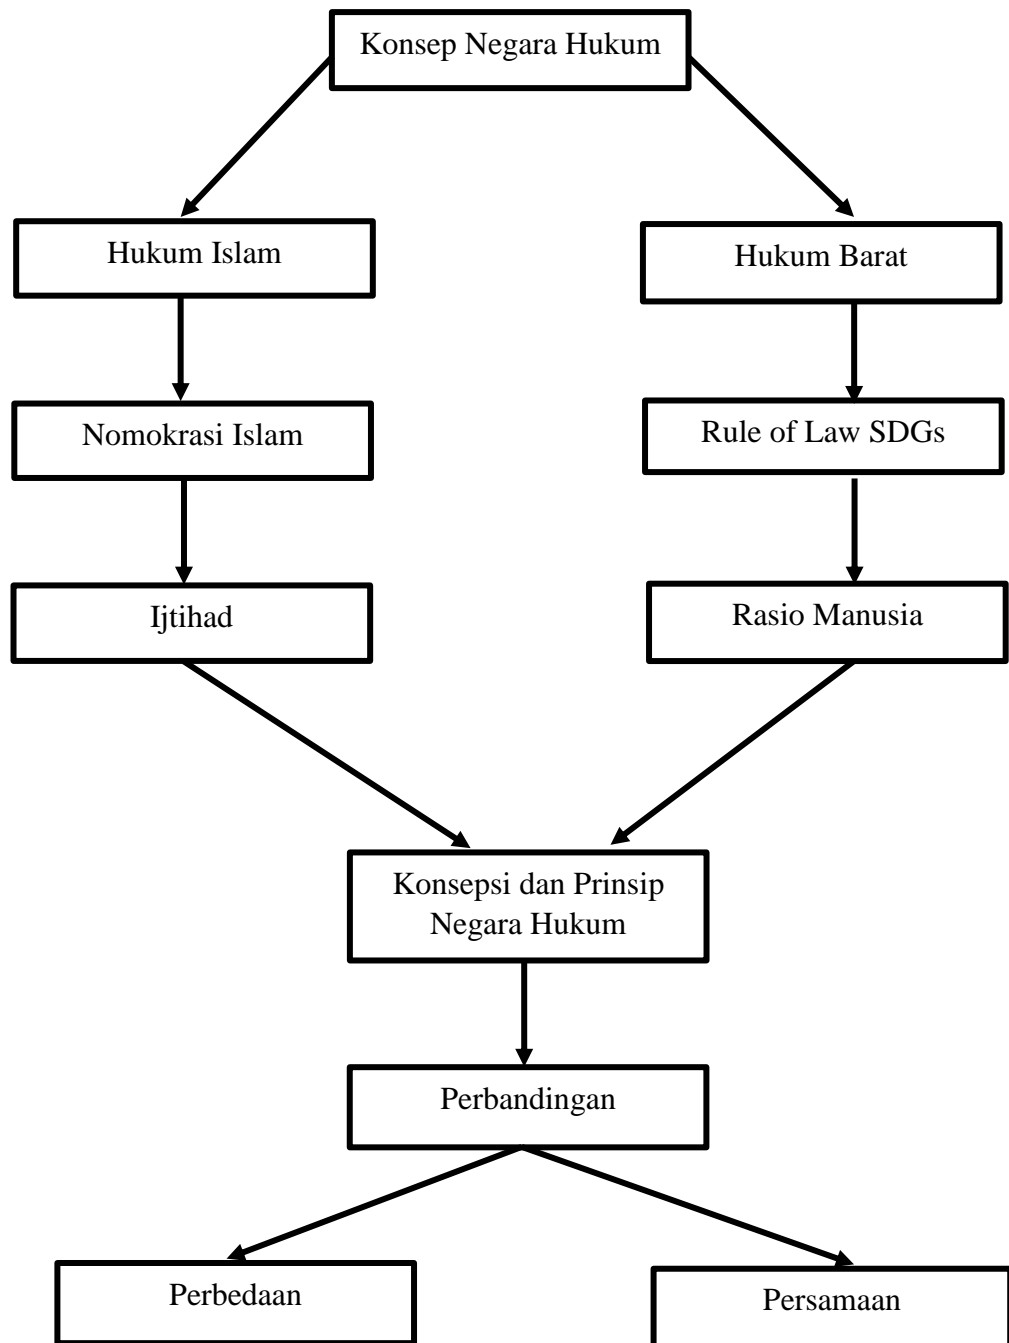 Konsep Negara Hukum
Hukum Islam
Hukum Barat
Nomokrasi Islam
Rule of Law SDGs
Ijtihad
Rasio Manusia
Konsepsi dan Prinsip
Negara Hukum
Perbandingan
Perbedaan
Persamaan